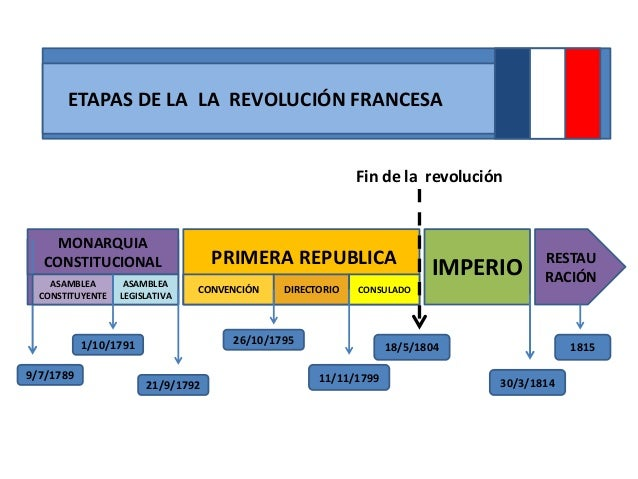 ETAPAS DE LA LA REVOLUCIÓN FRANCESA
Fin de la revolución
MONARQUIA
CONSTITUCIONAL
PRIMERA REPUBLICA
IMPERIO
RESTAU
RACIÓN
ASAMBLEA
CONSTITUYENTE
ASAMBLEA
LEGISLATIVA
CONVENCIÓN
DIRECTORIO
CONSULADO
1/10/1791
26/10/1795
18/5/1804
1815
9/7/1789
21/9/1792
11/11/1799
30/3/1814